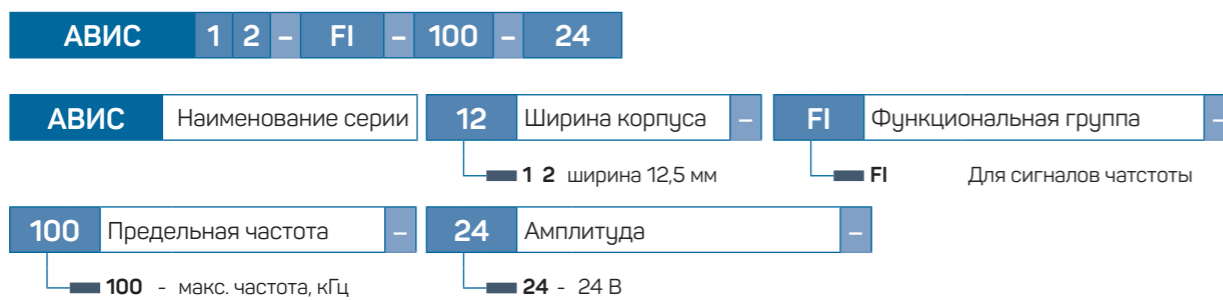 АВИС 1 2 – FI – 100 – 24
АВИС Наименование серии 12 Ширина корпуса – FI Функциональная группа –
1 2 ширина 12,5 мм FI Для сигналов чатстоты
100 Предельная частота – 24 Амплитуда –
100 - макс. частота, кГц 24 - 24 В